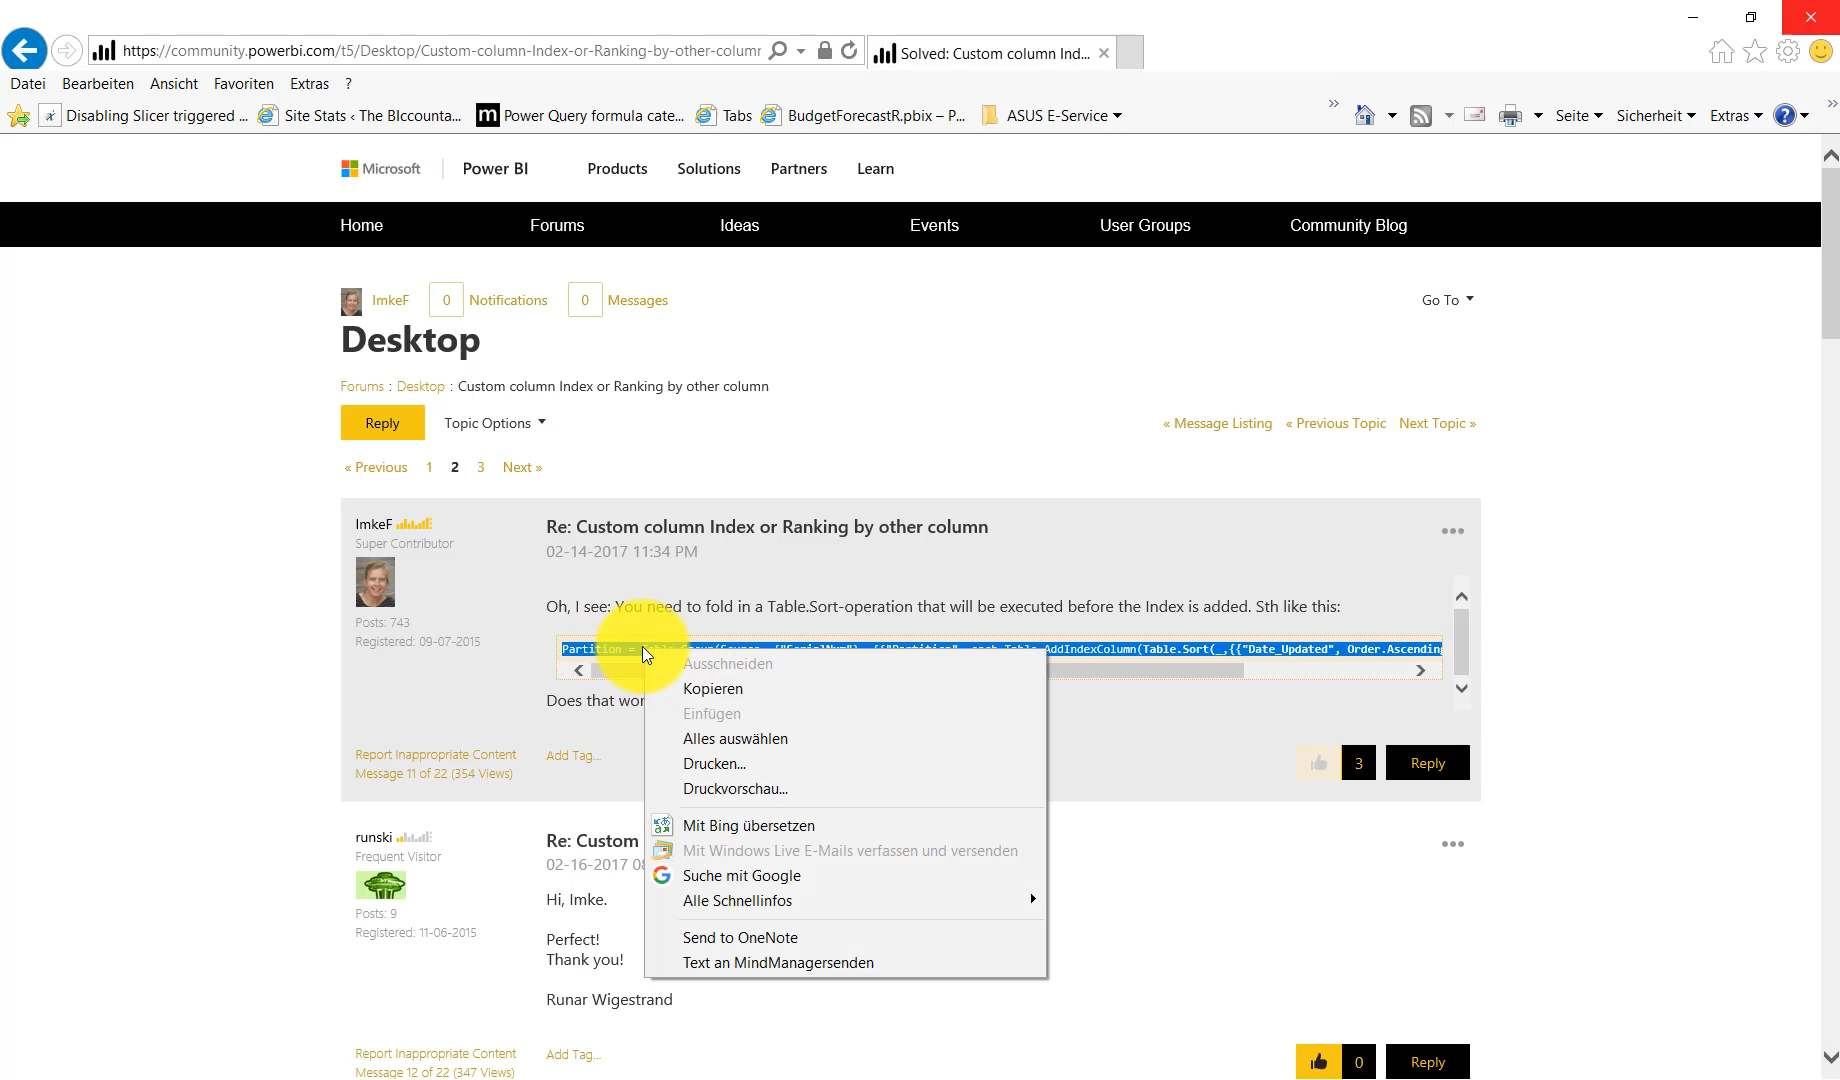 https://community.powerbi.com/t5/Desktop/Custom-column-Index-or-Ranking-by-other-column
Solved: Custom column Ind...
Datei Bearbeiten Ansicht Favoriten Extras ?
Disabling Slicer triggered ... Site Stats ‹ The BIccounta... m Power Query formula cate... Tabs BudgetForecastR.pbix – P... ASUS E-Service
Seite Sicherheit Extras
Microsoft Power BI Products Solutions Partners Learn
Home Forums Ideas Events User Groups Community Blog
ImkeF 0 Notifications 0 Messages Go To
Desktop
Forums : Desktop : Custom column Index or Ranking by other column
Reply Topic Options « Message Listing « Previous Topic Next Topic »
« Previous 1 2 3 Next »
ImkeF
Super Contributor
Posts: 743
Registered: 09-07-2015
Report Inappropriate Content
Message 11 of 22 (354 Views)
Re: Custom column Index or Ranking by other column
02-14-2017 11:34 PM
Oh, I see: You need to fold in a Table.Sort-operation that will be executed before the Index is added. Sth like this:
Partition = AddIndexColumn(Table.Sort(_,{{"Date_Updated", Order.Ascending
Does that wor
Add Tag...
3 Reply
Ausschneiden
Kopieren
Einfügen
Alles auswählen
Drucken...
Druckvorschau...
Mit Bing übersetzen
Mit Windows Live E-Mails verfassen und versenden
Suche mit Google
Alle Schnellinfos
Send to OneNote
Text an MindManagersenden
runski
Frequent Visitor
Posts: 9
Registered: 11-06-2015
Report Inappropriate Content
Message 12 of 22 (347 Views)
Re: Custom
02-16-2017 0
Hi, Imke.
Perfect!
Thank you!
Runar Wigestrand
Add Tag...
0 Reply